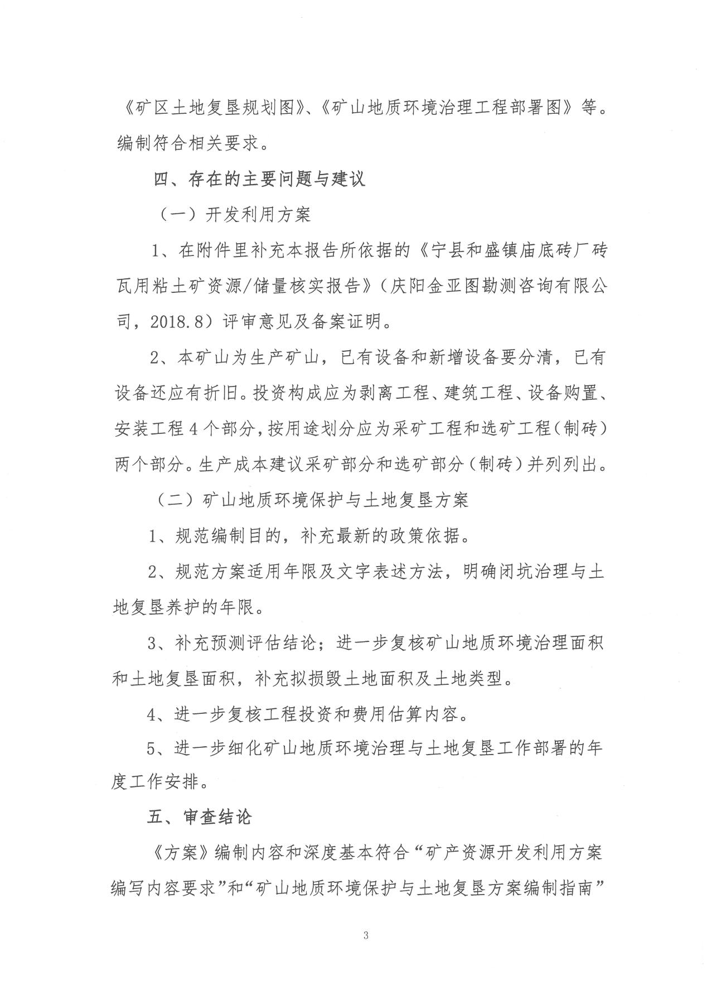 《矿区土地复垦规划图》、《矿山地质环境治理工程部署图》等。
编制符合相关要求。
四、存在的主要问题与建议
（一）开发利用方案
1、在附件里补充本报告所依据的《宁县和盛镇庙底砖厂砖
瓦用粘土矿资源/储量核实报告》（庆阳金亚图勘测咨询有限公
司，2018.8）评审意见及备案证明。
2、本矿山为生产矿山，已有设备和新增设备要分清，已有
设备还应有折旧。投资构成应为剥离工程、建筑工程、设备购置、
安装工程4个部分，按用途划分应为采矿工程和选矿工程（制砖）
两个部分。生产成本建议采矿部分和选矿部分（制砖）并列列出。
（二）矿山地质环境保护与土地复垦方案
1、规范编制目的，补充最新的政策依据。
2、规范方案适用年限及文字表述方法，明确闭坑治理与土
地复垦养护的年限。
3、补充预测评估结论；进一步复核矿山地质环境治理面积
和土地复垦面积，补充拟损毁土地面积及土地类型。
4、进一步复核工程投资和费用估算内容。
5、进一步细化矿山地质环境治理与土地复垦工作部署的年
度工作安排。
五、审查结论
《方案》编制内容和深度基本符合“矿产资源开发利用方案
编写内容要求”和“矿山地质环境保护与土地复垦方案编制指南”
3